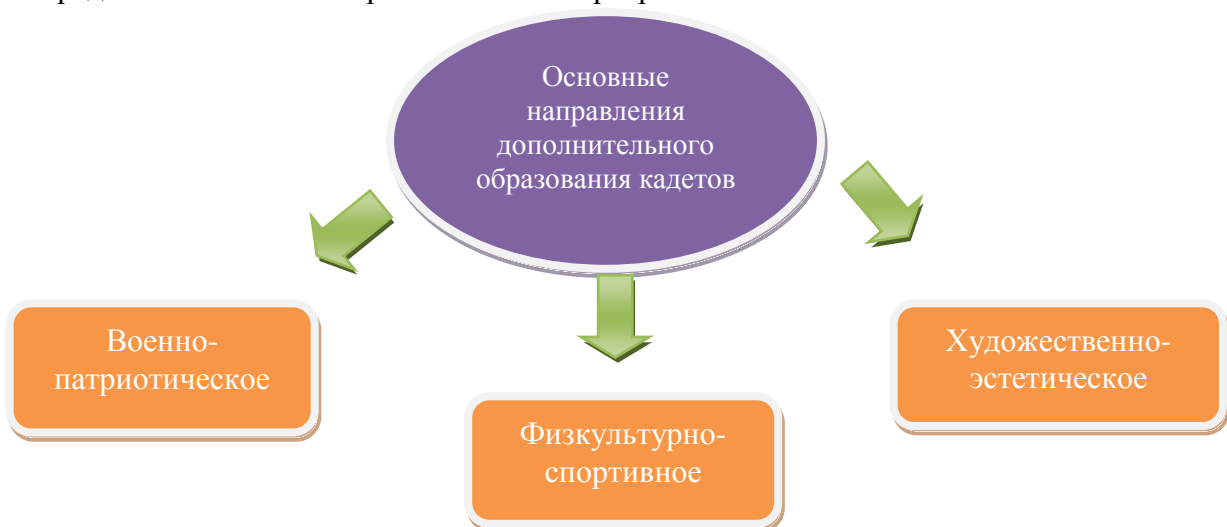 Основные
направления
дополнительного
образования кадетов
Военно-
патриотическое
Физкультурно-
спортивное
Художественно-
эстетическое